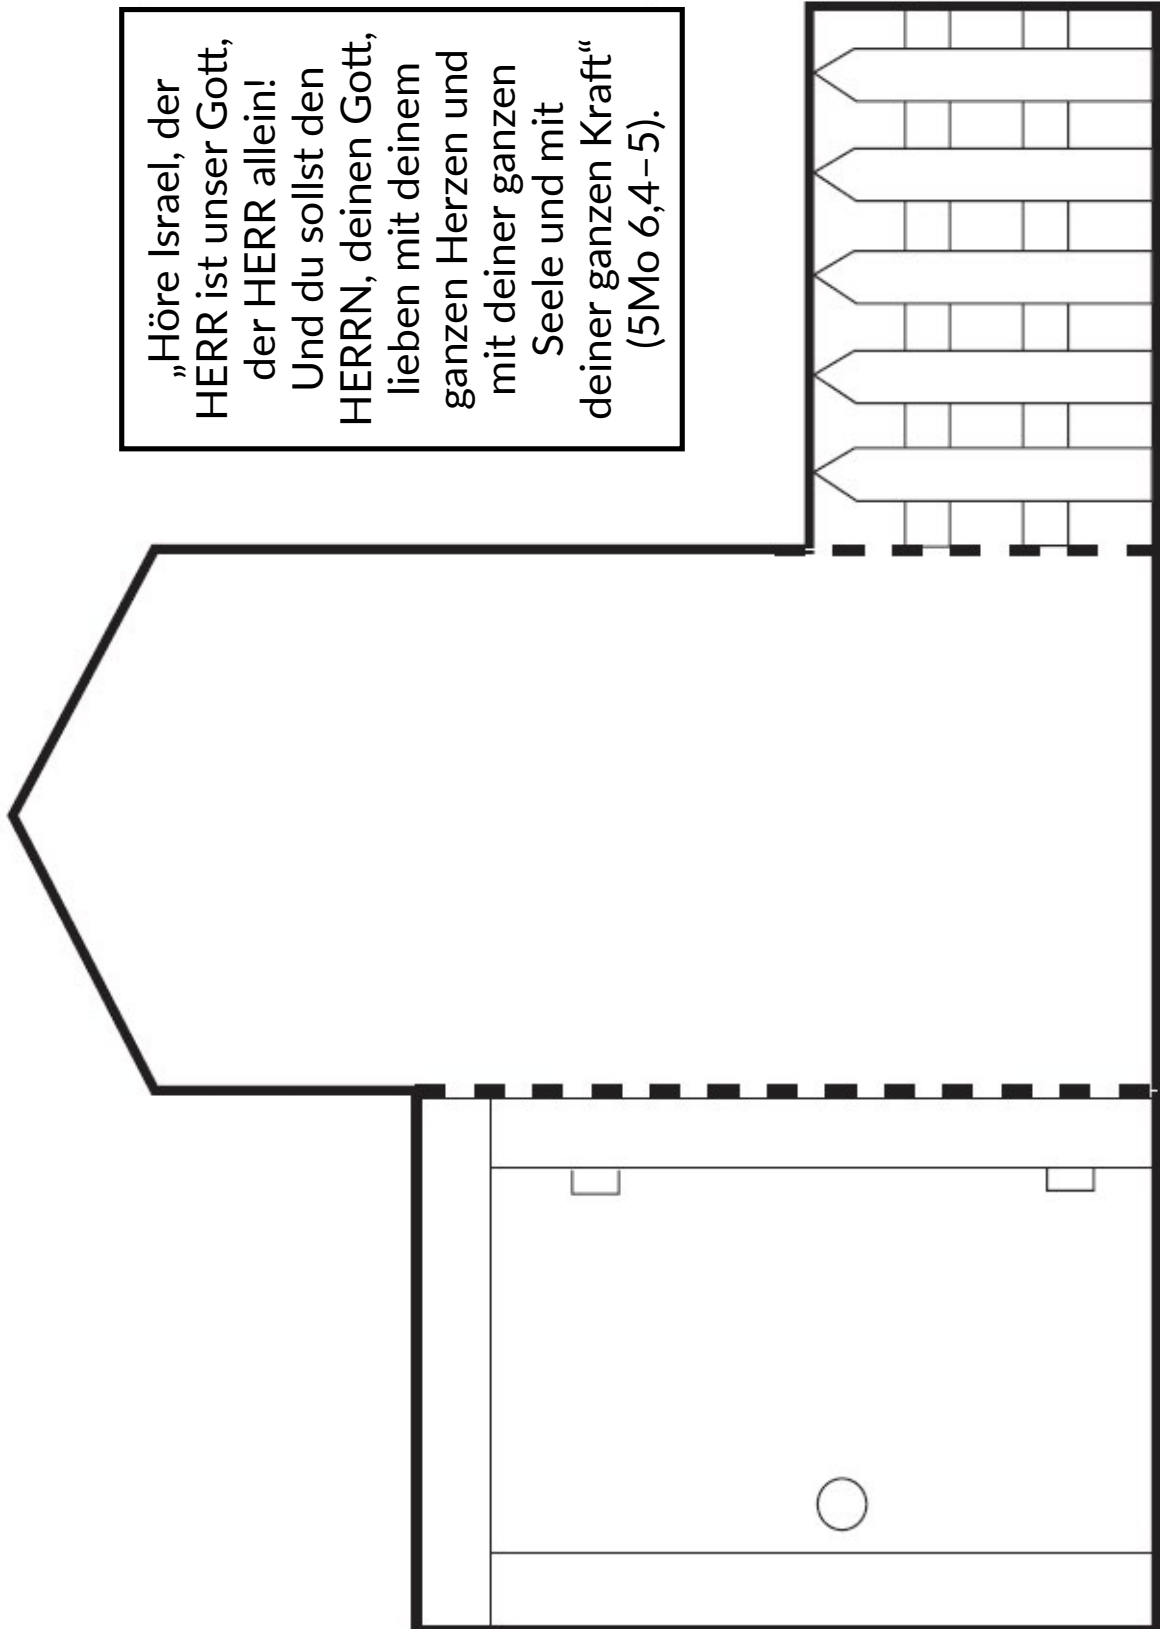 „Höre Israel, der
HERR ist unser Gott,
der HERR allein!
Und du sollst den
HERRN, deinen Gott,
lieben mit deinem
ganzen Herzen und
mit deiner ganzen
Seele und mit
deiner ganzen Kraft“
(5Mo 6,4–5).